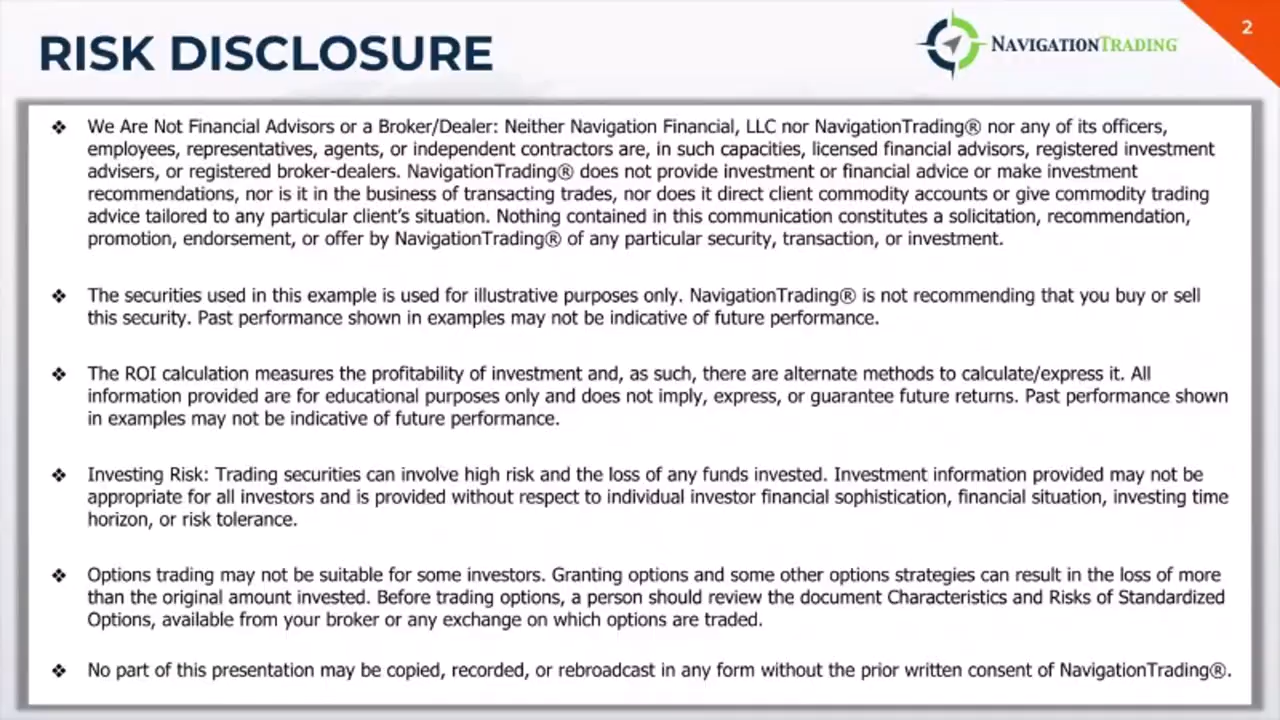 RISK DISCLOSURE
NAVIGATIONTRADING
2
❖ We Are Not Financial Advisors or a Broker/Dealer: Neither Navigation Financial, LLC nor NavigationTrading® nor any of its officers,
employees, representatives, agents, or independent contractors are, in such capacities, licensed financial advisors, registered investment
advisers, or registered broker-dealers. NavigationTrading® does not provide investment or financial advice or make investment
recommendations, nor is it in the business of transacting trades, nor does it direct client commodity accounts or give commodity trading
advice tailored to any particular client's situation. Nothing contained in this communication constitutes a solicitation, recommendation,
promotion, endorsement, or offer by NavigationTrading® of any particular security, transaction, or investment.
❖ The securities used in this example is used for illustrative purposes only. NavigationTrading® is not recommending that you buy or sell
this security. Past performance shown in examples may not be indicative of future performance.
❖ The ROI calculation measures the profitability of investment and, as such, there are alternate methods to calculate/express it. All
information provided are for educational purposes only and does not imply, express, or guarantee future returns. Past performance shown
in examples may not be indicative of future performance.
❖ Investing Risk: Trading securities can involve high risk and the loss of any funds invested. Investment information provided may not be
appropriate for all investors and is provided without respect to individual investor financial sophistication, financial situation, investing time
horizon, or risk tolerance.
❖ Options trading may not be suitable for some investors. Granting options and some other options strategies can result in the loss of more
than the original amount invested. Before trading options, a person should review the document Characteristics and Risks of Standardized
Options, available from your broker or any exchange on which options are traded.
❖ No part of this presentation may be copied, recorded, or rebroadcast in any form without the prior written consent of NavigationTrading®.